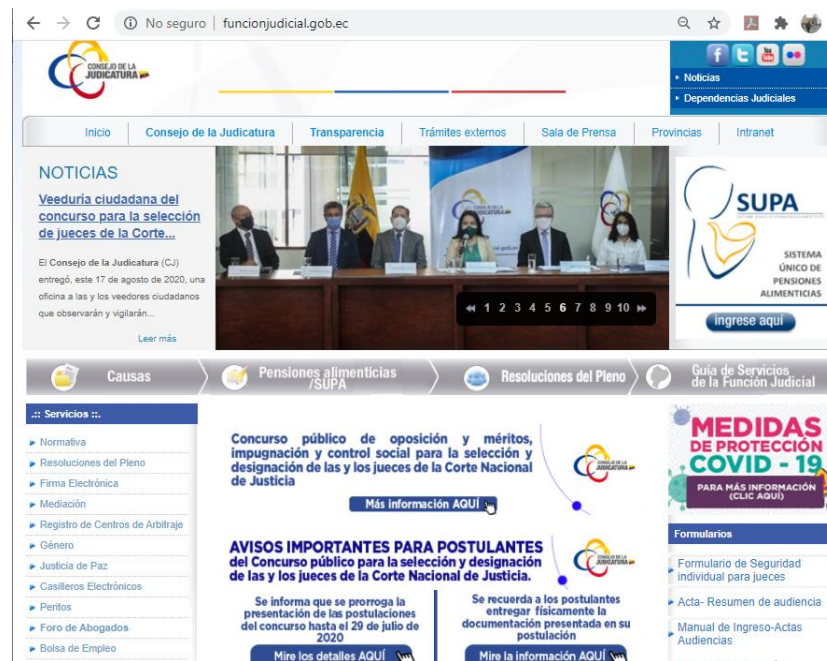 No seguro | funcionjudicial.gob.ec
CONSEJO DE LA
JUDICATURA
Noticias
Dependencias Judiciales
Inicio
Consejo de la Judicatura
Transparencia
Trámites externos
Sala de Prensa
Provincias
Intranet
NOTICIAS
Veeduría ciudadana del
concurso para la selección
de jueces de la Corte...
El Consejo de la Judicatura (CJ)
entregó, este 17 de agosto de 2020, una
oficina a las y los veedores ciudadanos
que observarán y vigilarán...
Leer más
1 2 3 4 5 6 7 8 9 10
SUPA
SISTEMA
ÚNICO DE
PENSIONES
ALIMENTICIAS
ingrese aquí
Causas
Pensiones alimenticias
/SUPA
Resoluciones del Pleno
Guía de Servicios
de la Función Judicial
.:: Servicios ::.
Normativa
Resoluciones del Pleno
Firma Electrónica
Mediación
Registro de Centros de Arbitraje
Género
Justicia de Paz
Casilleros Electrónicos
Peritos
Foro de Abogados
Bolsa de Empleo
Concurso público de oposición y méritos,
impugnación y control social para la selección y
designación de las y los jueces de la Corte Nacional
de Justicia
Más información AQUÍ
CONSEJO DE LA
JUDICATURA
AVISOS IMPORTANTES PARA POSTULANTES
del Concurso público para la selección y designación
de las y los jueces de la Corte Nacional de Justicia.
CONSEJO DE LA
JUDICATURA
Se informa que se prorroga la
presentación de las postulaciones
del concurso hasta el 29 de julio de
2020
Mire los detalles AQUÍ
Se recuerda a los postulantes
entregar físicamente la
documentación presentada en su
postulación
Mire la información AQUÍ
MEDIDAS
DE PROTECCIÓN
COVID - 19
PARA MÁS INFORMACIÓN
(CLIC AQUÍ)
Formularios
Formulario de Seguridad
individual para jueces
Acta- Resumen de audiencia
Manual de Ingreso-Actas
Audiencias